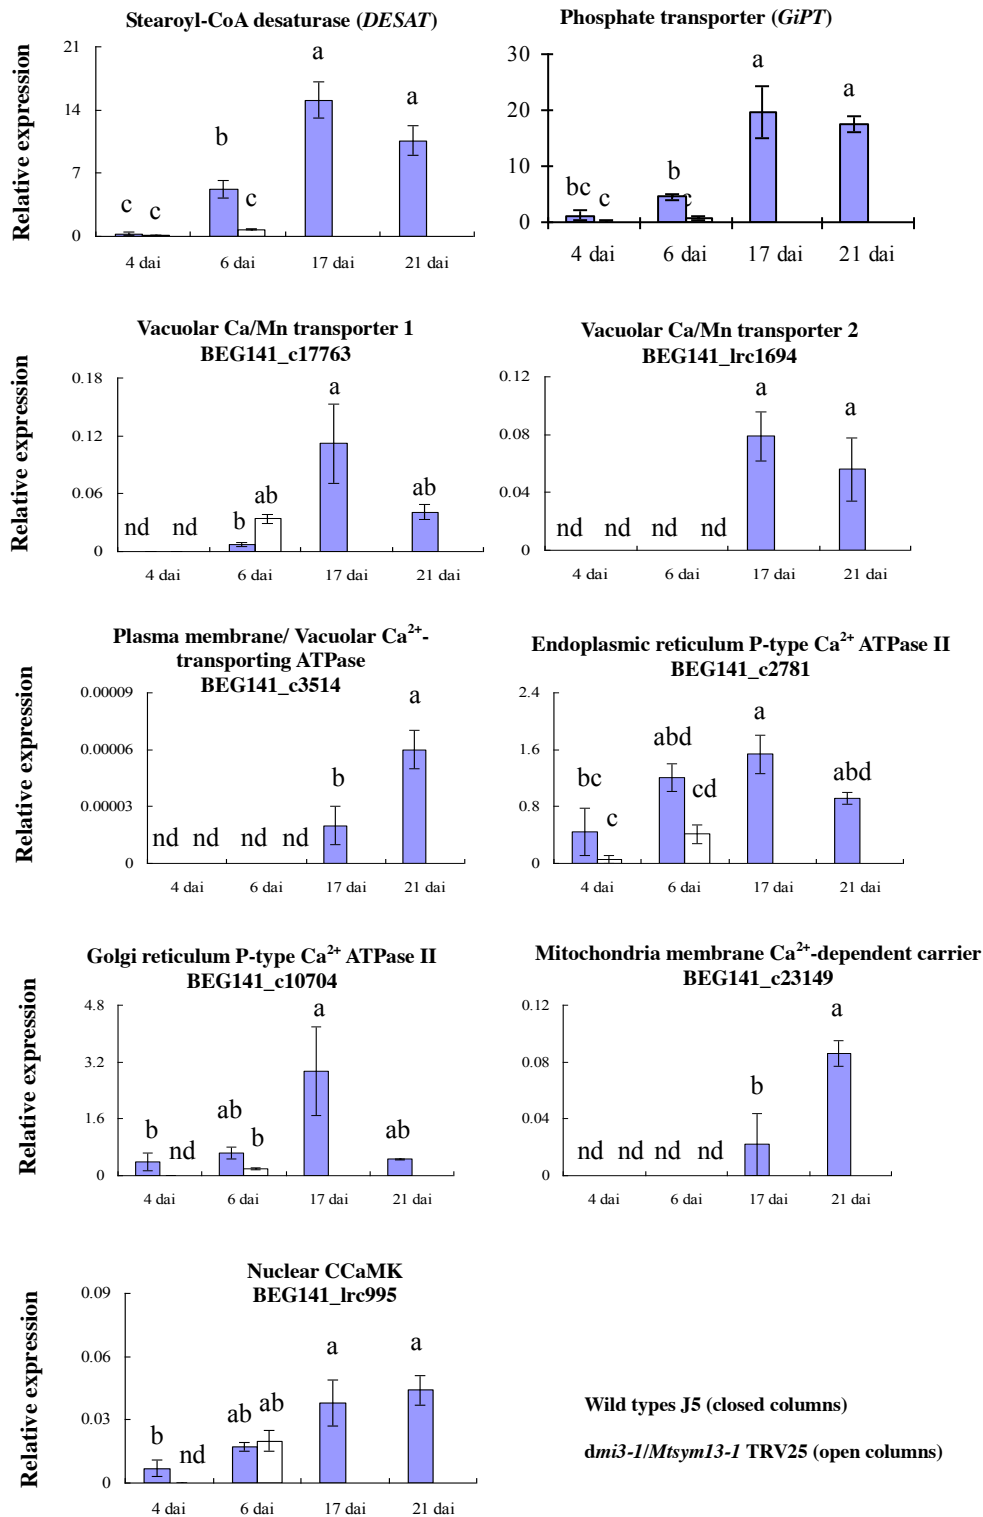 Stearoyl-CoA desaturase (DESAT)
Relative expression
21
14
7
0
c
c
b
c
a
a
4 dai
6 dai
17 dai
21 dai
Phosphate transporter (GiPT)
30
20
10
0
bc
c
b
c
a
a
4 dai
6 dai
17 dai
21 dai
Vacuolar Ca/Mn transporter 1
BEG141_c17763
Relative expression
0.18
0.12
0.06
0
nd
nd
b
ab
a
ab
4 dai
6 dai
17 dai
21 dai
Vacuolar Ca/Mn transporter 2
BEG141_lrc1694
0.12
0.08
0.04
0
nd
nd
nd
nd
a
a
4 dai
6 dai
17 dai
21 dai
Plasma membrane/ Vacuolar Ca²⁺-
transporting ATPase
BEG141_c3514
Relative expression
0.00009
0.00006
0.00003
0
nd
nd
nd
nd
b
a
4 dai
6 dai
17 dai
21 dai
Endoplasmic reticulum P-type Ca²⁺ ATPase II
BEG141_c2781
2.4
1.6
0.8
0
bc
c
abd
cd
a
abd
4 dai
6 dai
17 dai
21 dai
Golgi reticulum P-type Ca²⁺ ATPase II
BEG141_c10704
Relative expression
4.8
3.2
1.6
0
b
nd
ab
b
a
ab
4 dai
6 dai
17 dai
21 dai
Mitochondria membrane Ca²⁺-dependent carrier
BEG141_c23149
0.12
0.08
0.04
0
nd
nd
nd
nd
b
a
4 dai
6 dai
17 dai
21 dai
Nuclear CCaMK
BEG141_lrc995
Relative expression
0.09
0.06
0.03
0
b
nd
ab
ab
a
a
4 dai
6 dai
17 dai
21 dai
Wild types J5 (closed columns)
dmi3-1/Mtsym13-1 TRV25 (open columns)